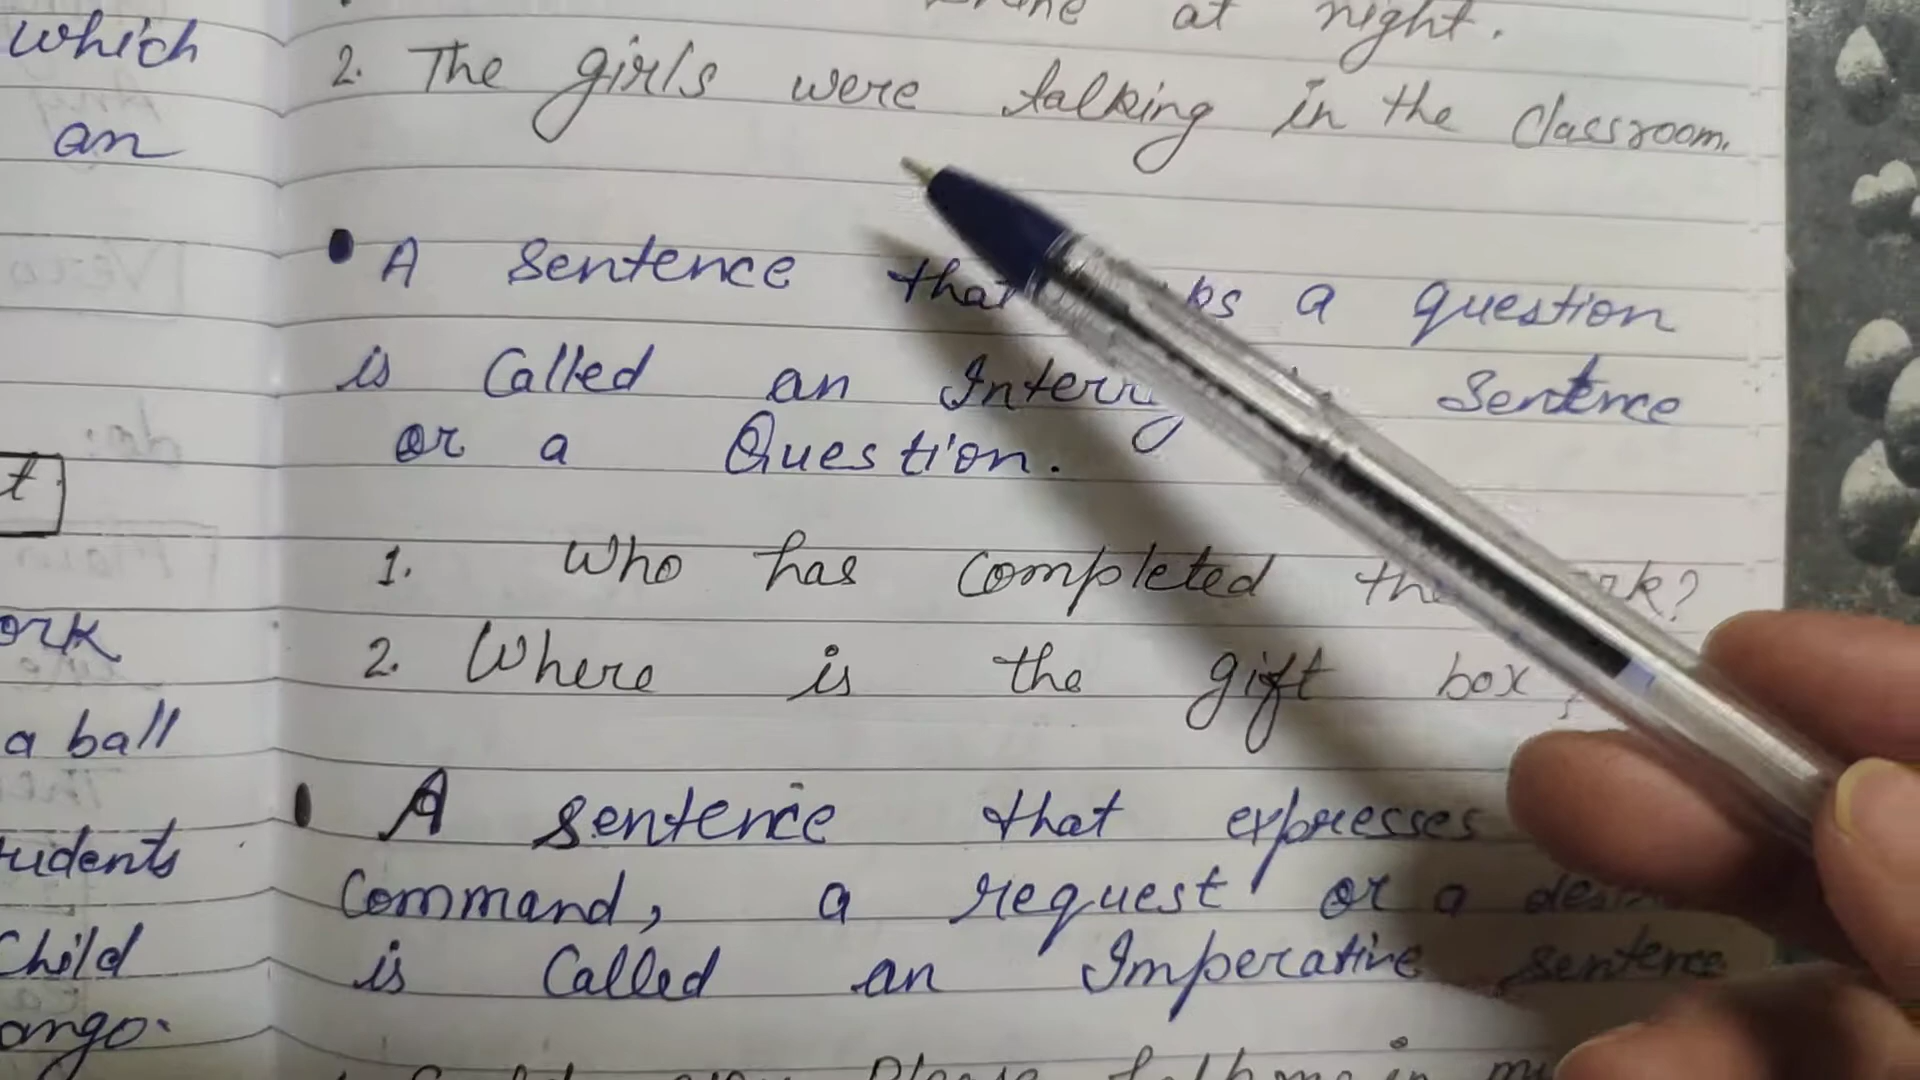 which
an
t
ork
a ball
udents
Child
ango.
at night.
2. The girls were talking in the Classroom.
• A Sentence that a question
is Called an Sentence
or a Question.
1. Who has Completed
2. Where is the gift box
• A sentence that expresses
Command, a request or a
is Called an Imperative sentence
Please